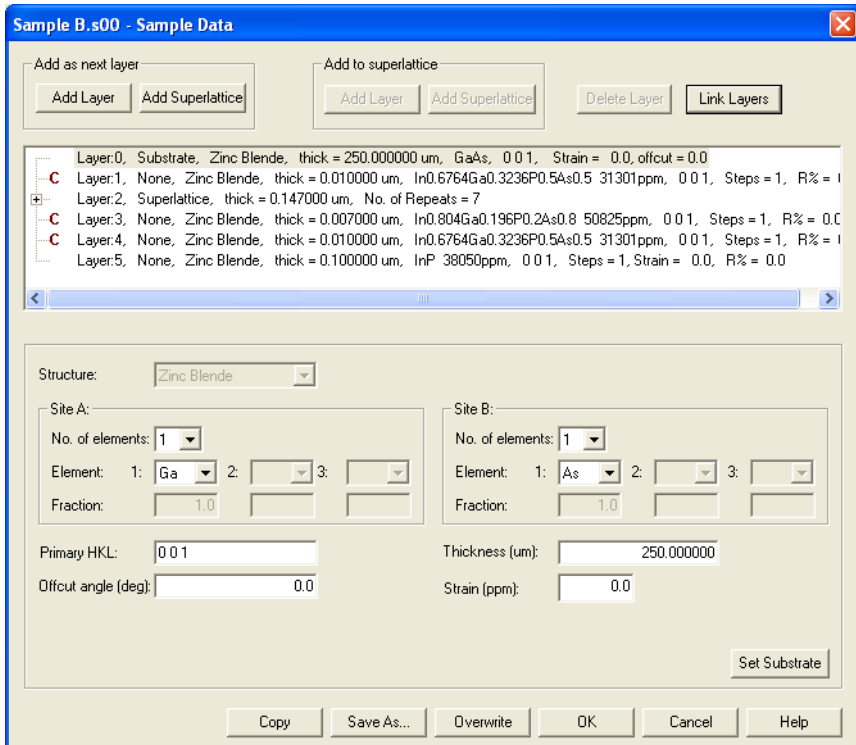 Sample B.s00 - Sample Data
Add as next layer
Add to superlattice
Add Layer Add Superlattice Add Layer Add Superlattice Delete Layer Link Layers
Layer:0, Substrate, Zinc Blende, thick = 250.000000 um, GaAs, 0 0 1, Strain = 0.0, offcut = 0.0
C Layer:1, None, Zinc Blende, thick = 0.010000 um, In0.6764Ga0.3236P0.5As0.5 31301ppm, 0 0 1, Steps = 1, R% =
Layer:2, Superlattice, thick = 0.147000 um, No. of Repeats = 7
C Layer:3, None, Zinc Blende, thick = 0.007000 um, In0.804Ga0.196P0.2As0.8 50825ppm, 0 0 1, Steps = 1, R% = 0.0
C Layer:4, None, Zinc Blende, thick = 0.010000 um, In0.6764Ga0.3236P0.5As0.5 31301ppm, 0 0 1, Steps = 1, R% =
Layer:5, None, Zinc Blende, thick = 0.100000 um, InP 38050ppm, 0 0 1, Steps = 1, Strain = 0.0, R% = 0.0
Structure: Zinc Blende
Site A:
No. of elements: 1
Element: 1: Ga 2: 3:
Fraction: 1.0
Site B:
No. of elements: 1
Element: 1: As 2: 3:
Fraction: 1.0
Primary HKL: 0 0 1
Thickness (um): 250.000000
Offcut angle (deg): 0.0
Strain (ppm): 0.0
Set Substrate
Copy Save As... Overwrite OK Cancel Help